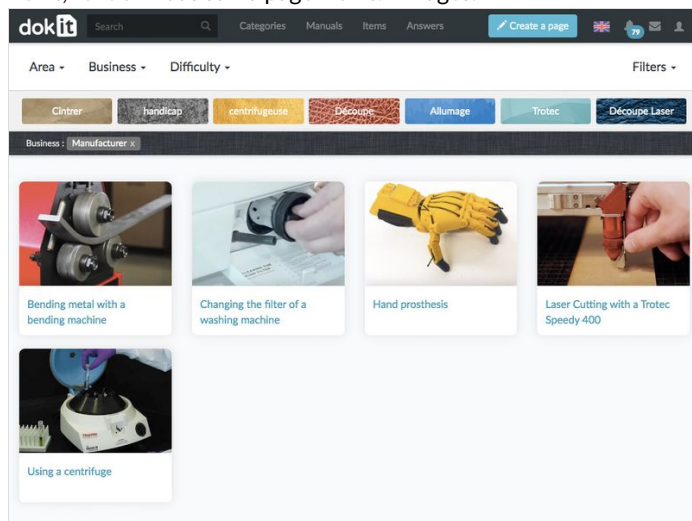 dokit
Search
Categories
Manuals
Items
Answers
Create a page
79
Area
Business
Difficulty
Filters
Cintrer
handicap
centrifugeuse
Découpe
Allumage
Trotec
Découpe Laser
Business : Manufacturer x
Bending metal with a
bending machine
Changing the filter of a
washing machine
Hand prosthesis
Laser Cutting with a Trotec
Speedy 400
Using a centrifuge